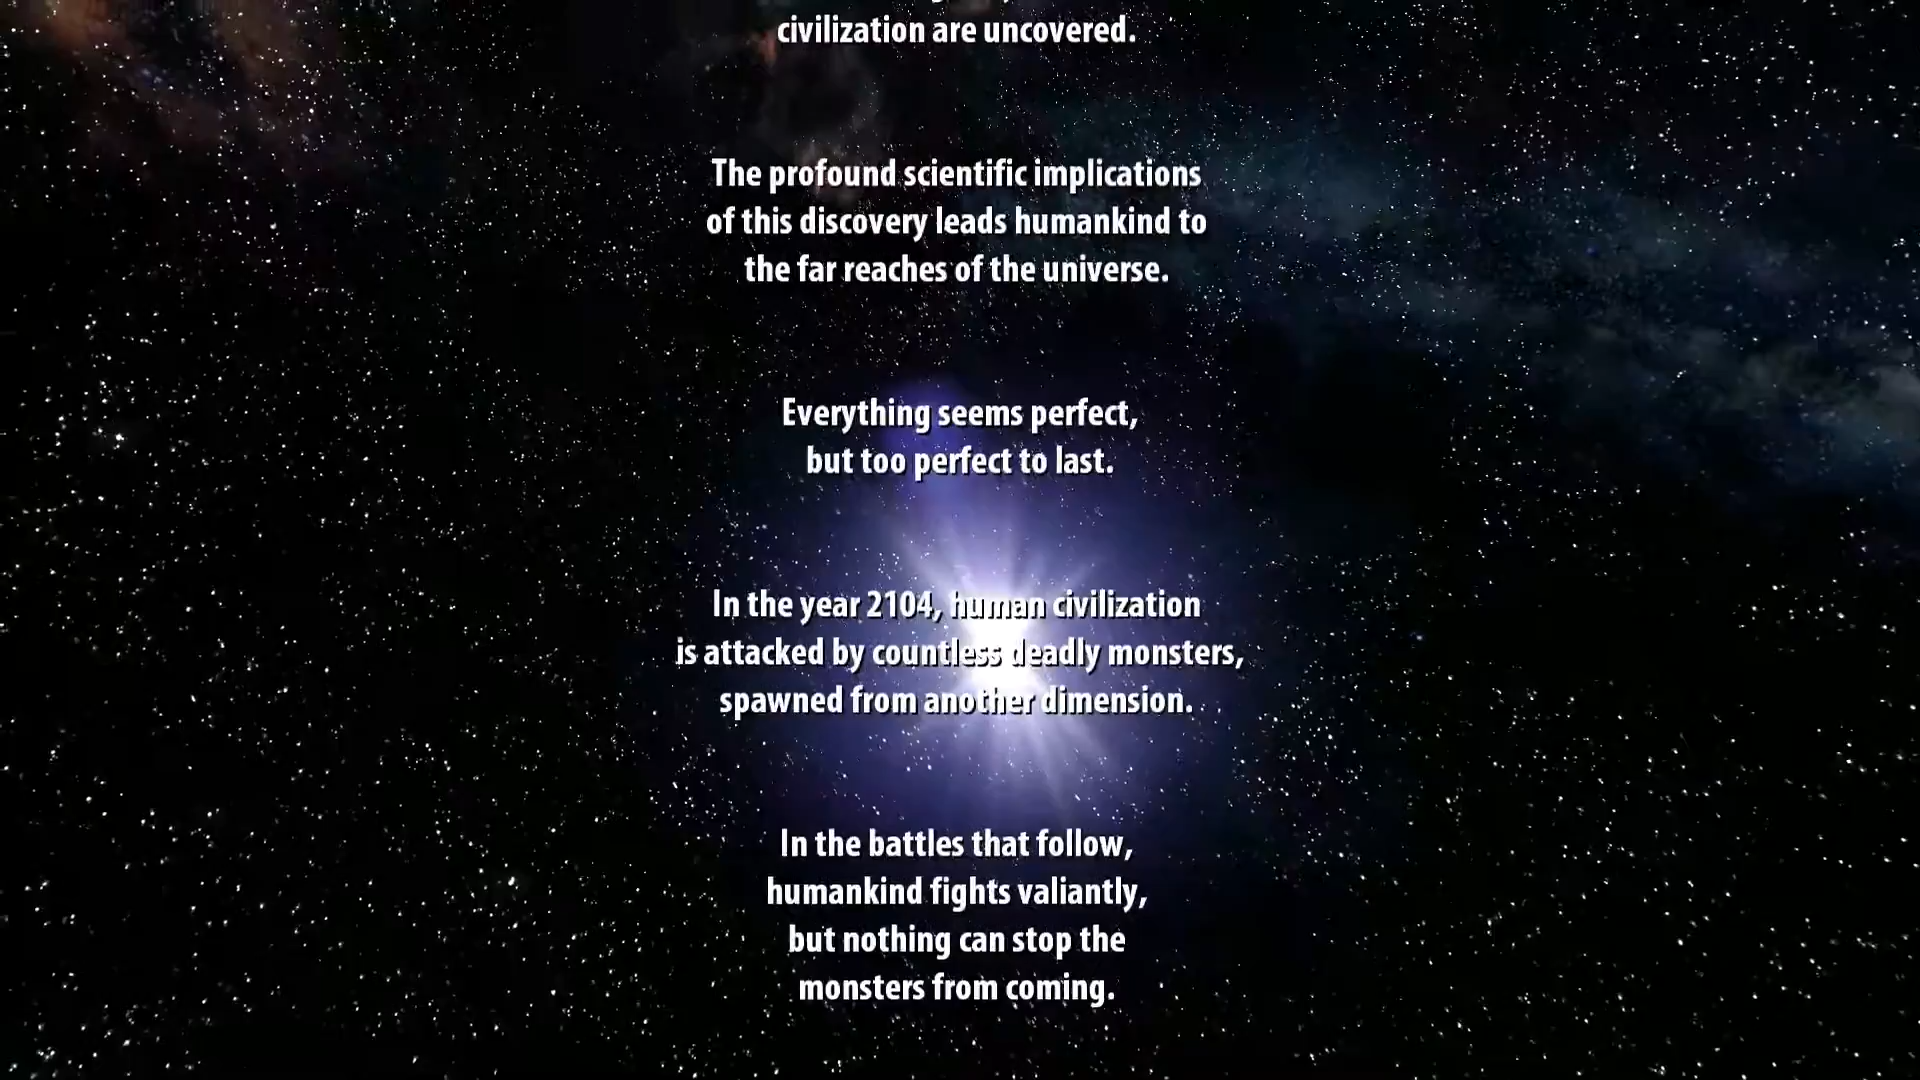 civilization are uncovered.
The profound scientific implications
of this discovery leads humankind to
the far reaches of the universe.
Everything seems perfect,
but too perfect to last.
In the year 2104, human civilization
is attacked by countless deadly monsters,
spawned from another dimension.
In the battles that follow,
humankind fights valiantly,
but nothing can stop the
monsters from coming.